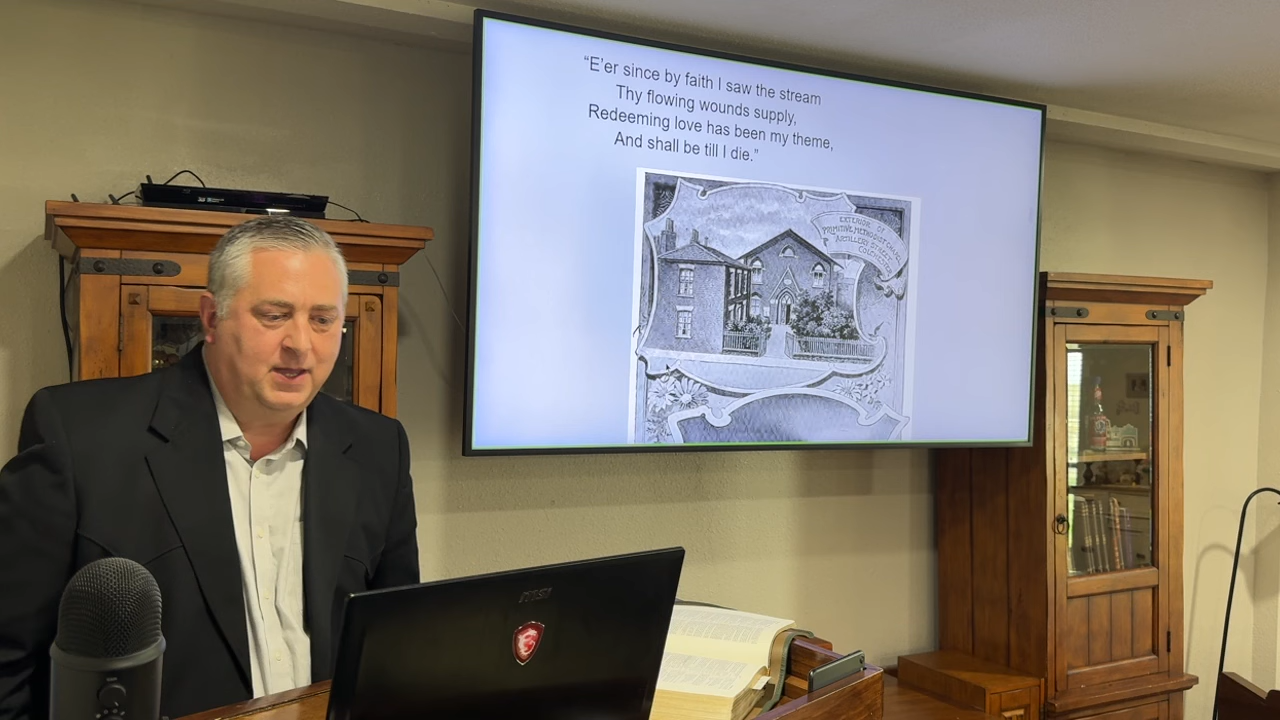 “E’er since by faith I saw the stream
Thy flowing wounds supply,
Redeeming love has been my theme,
And shall be till I die.”
EXTERIOR OF
PRIMITIVE METHODIST CHAPEL
ARTILLERY STREET
COLCHESTER
msi